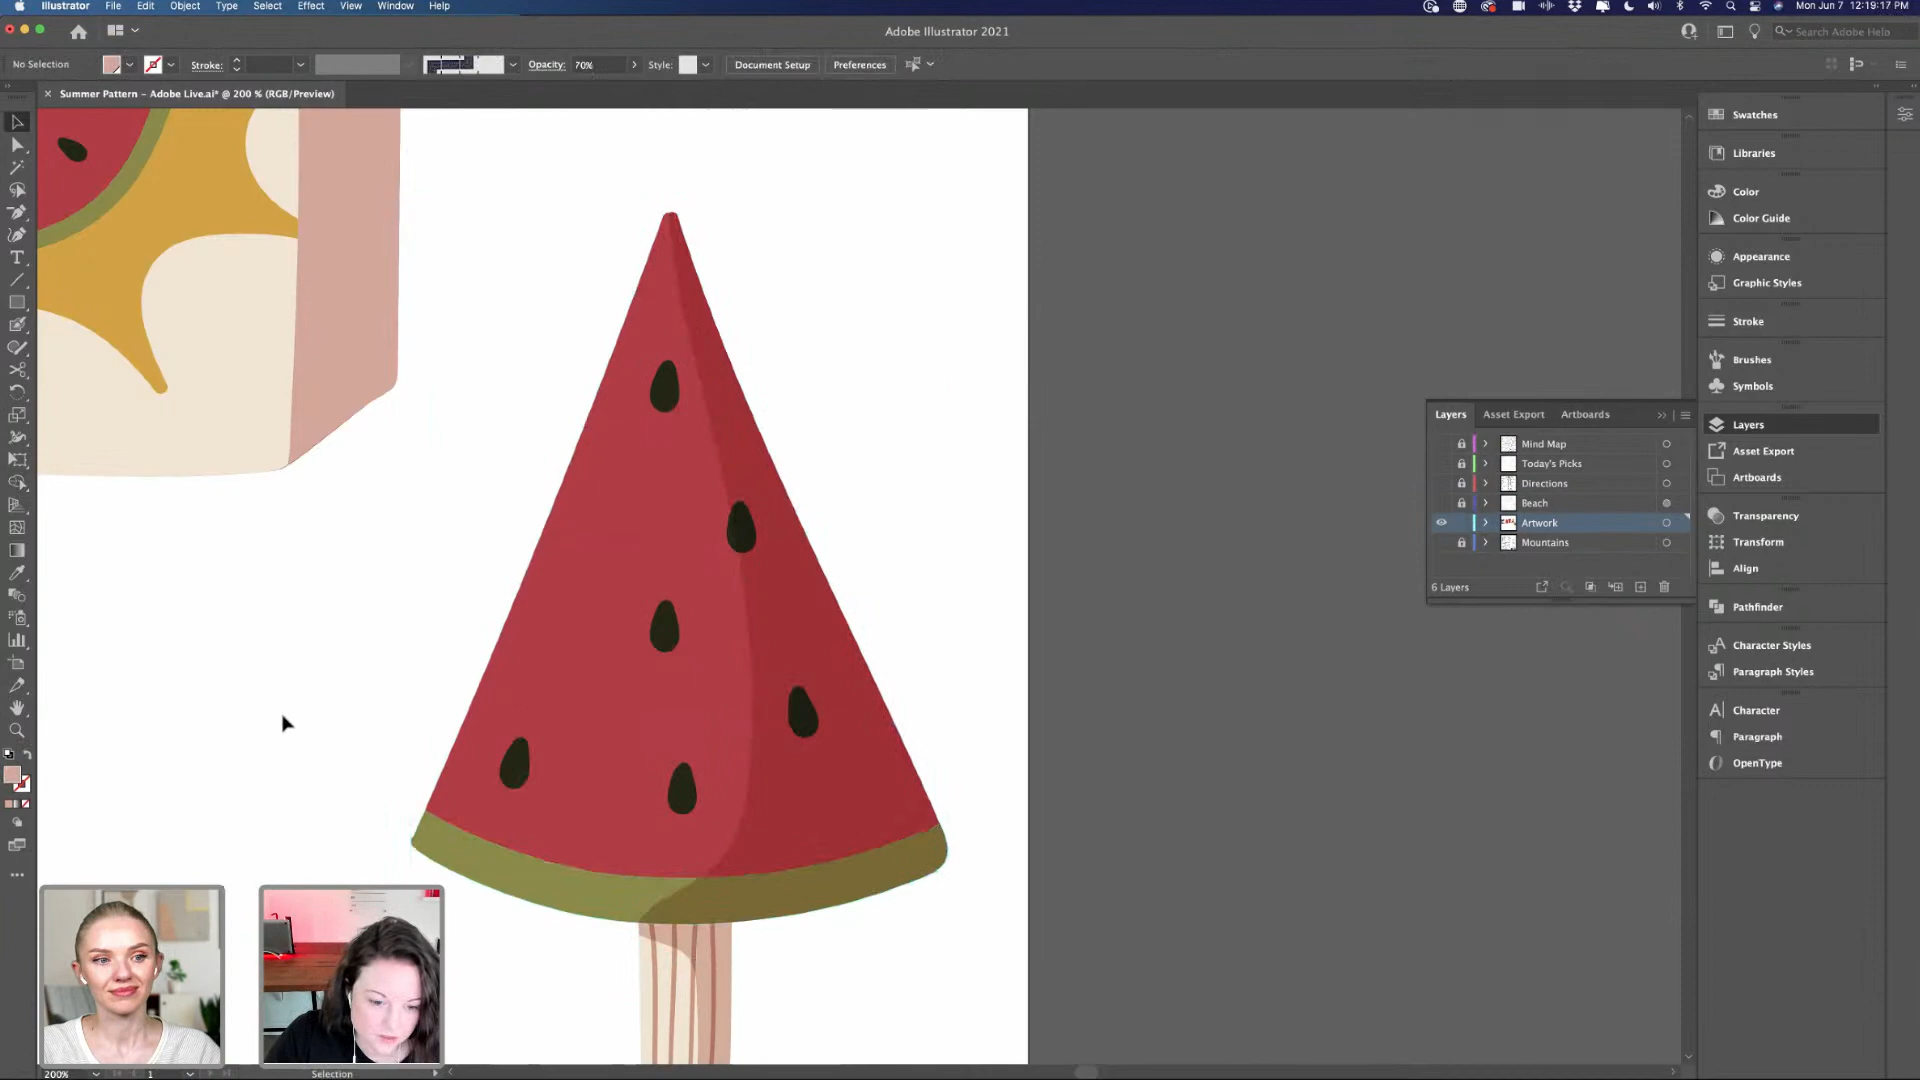 Illustrator File Edit Object Type Select Effect View Window Help
Mon Jun 7 12:19:17 PM
Adobe Illustrator 2021
Search Adobe Help
No Selection
Stroke:
Opacity: 70%
Style:
Document Setup
Preferences
× Summer Pattern – Adobe Live.ai* @ 200 % (RGB/Preview)
Swatches
Libraries
Color
Color Guide
Appearance
Graphic Styles
Stroke
Brushes
Symbols
Layers
Asset Export
Artboards
Transparency
Transform
Align
Pathfinder
Character Styles
Paragraph Styles
Character
Paragraph
OpenType
Layers Asset Export Artboards
Mind Map
Today's Picks
Directions
Beach
Artwork
Mountains
6 Layers
200%
1
Selection